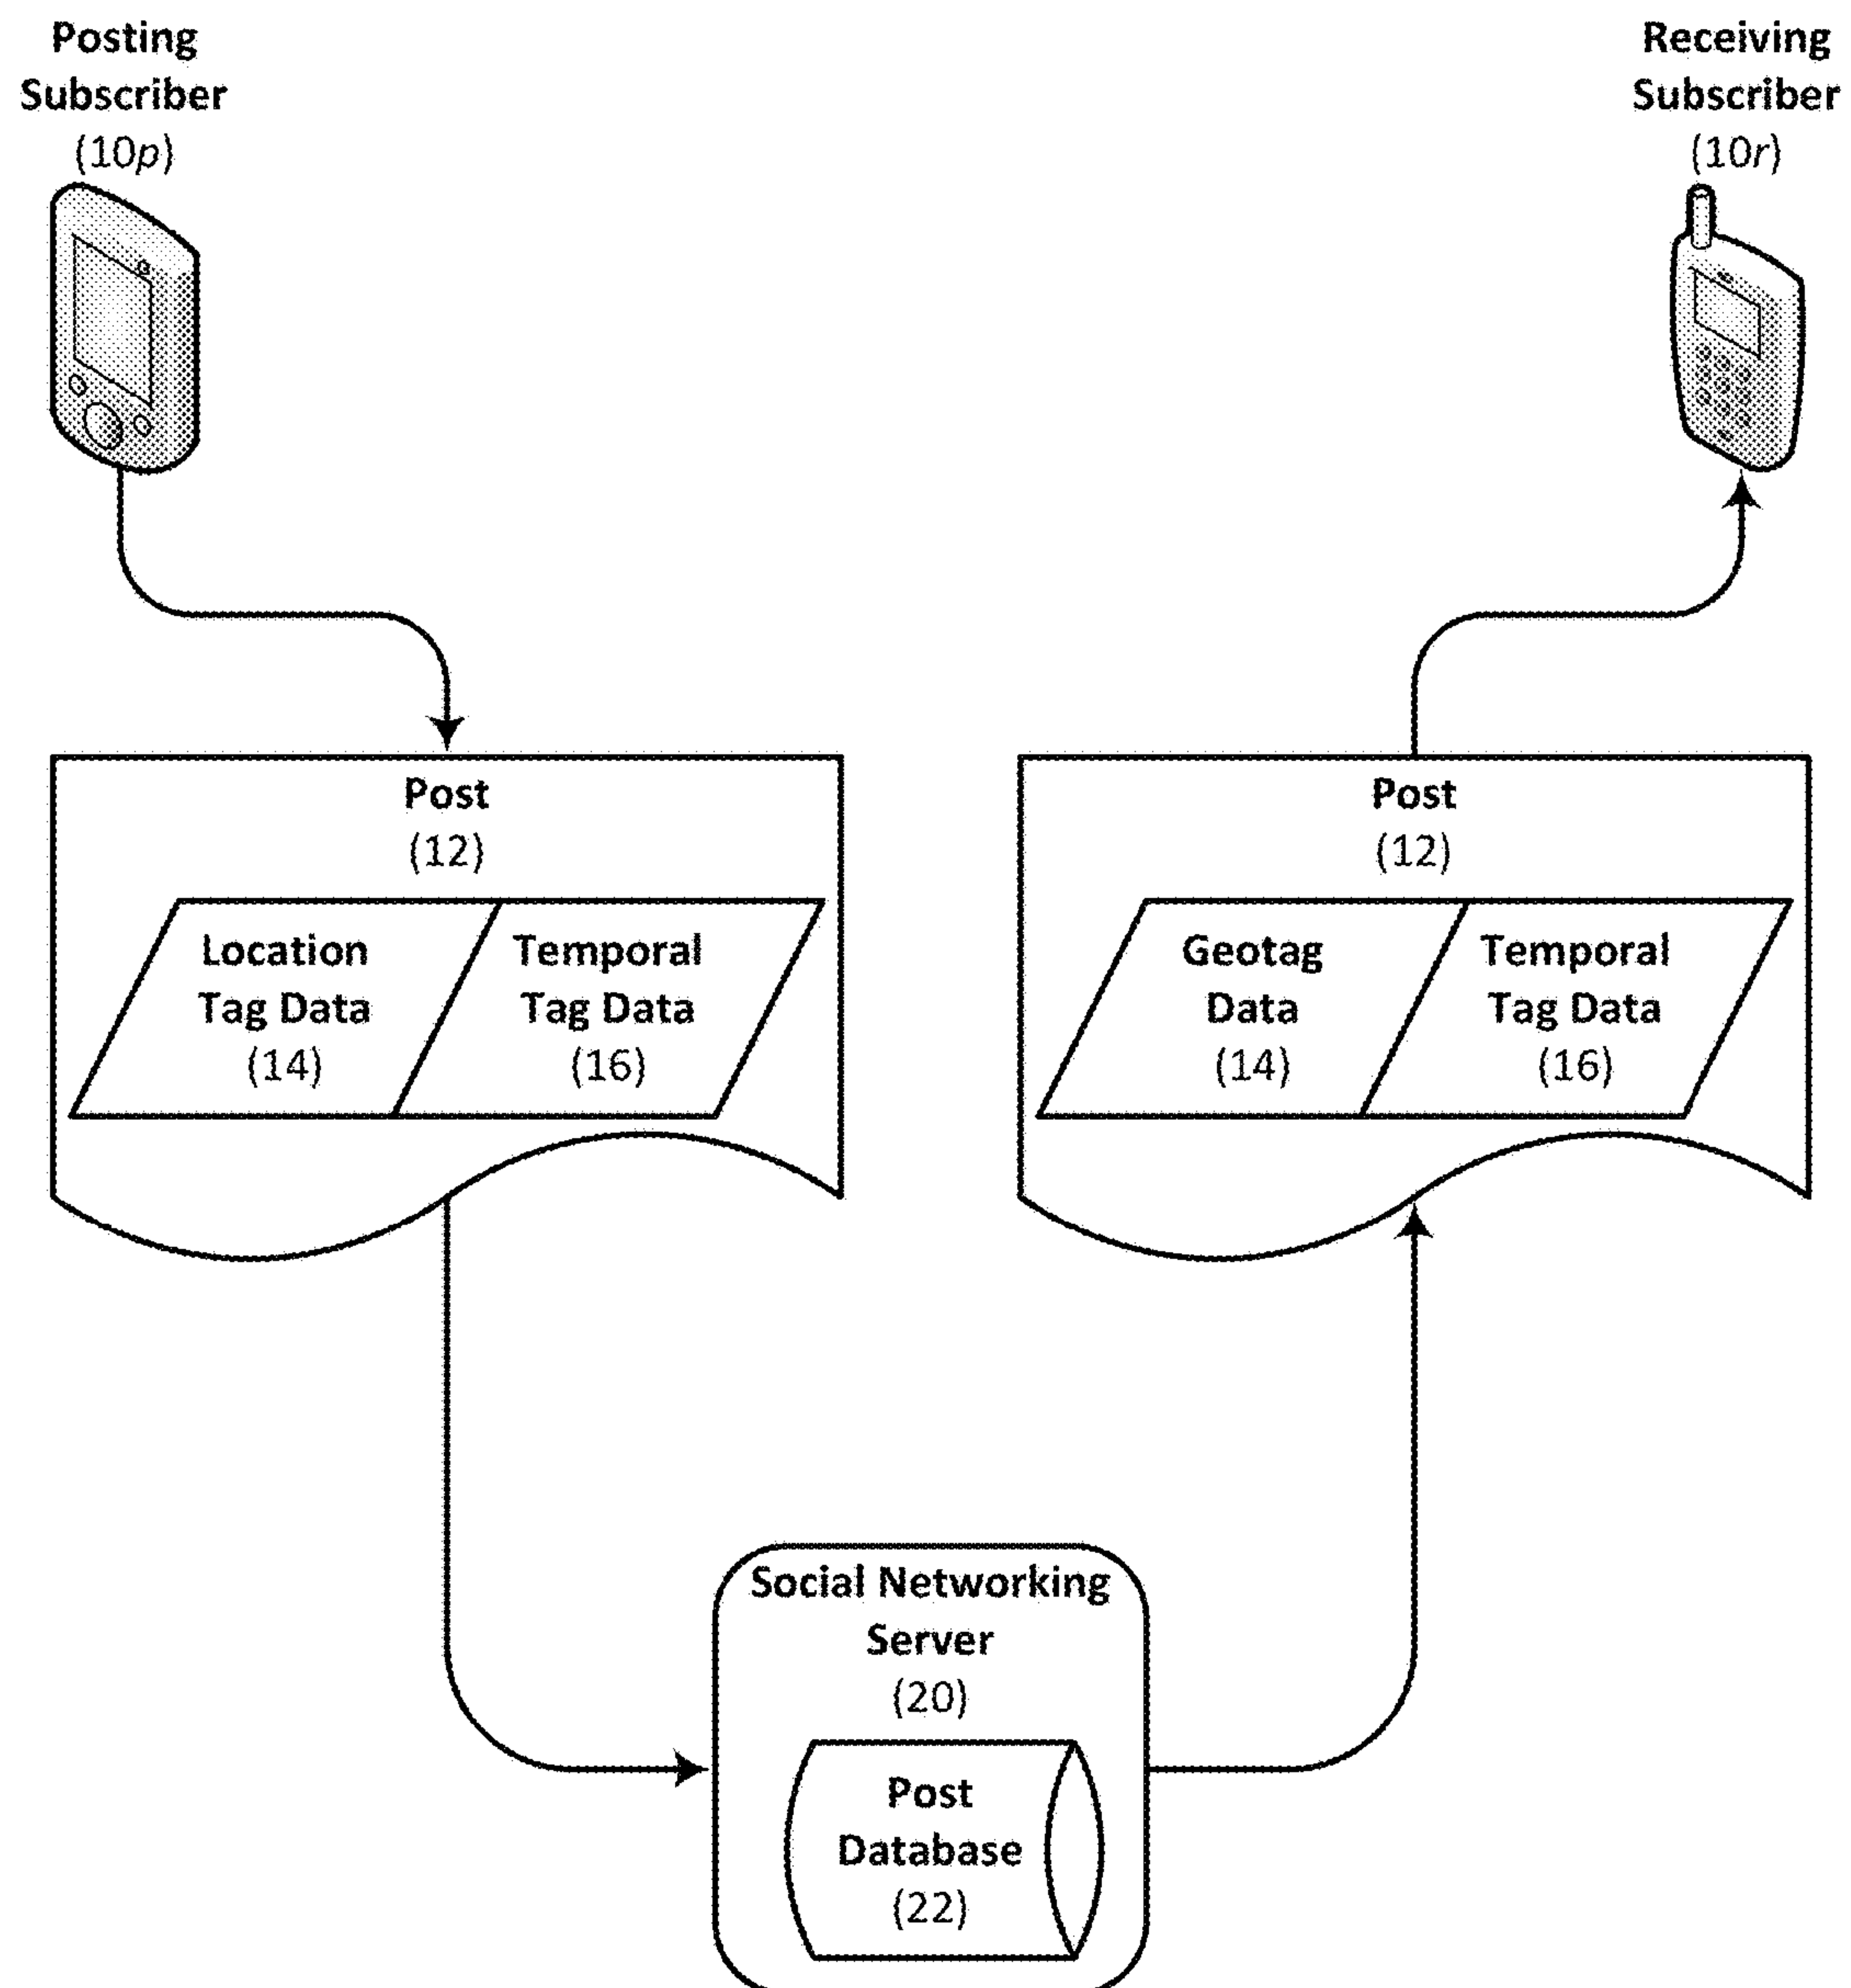 Posting
Subscriber
(10p)
Receiving
Subscriber
(10r)
Post
(12)
Location
Tag Data
(14)
Temporal
Tag Data
(16)
Post
(12)
Geotag
Data
(14)
Temporal
Tag Data
(16)
Social Networking
Server
(20)
Post
Database
(22)